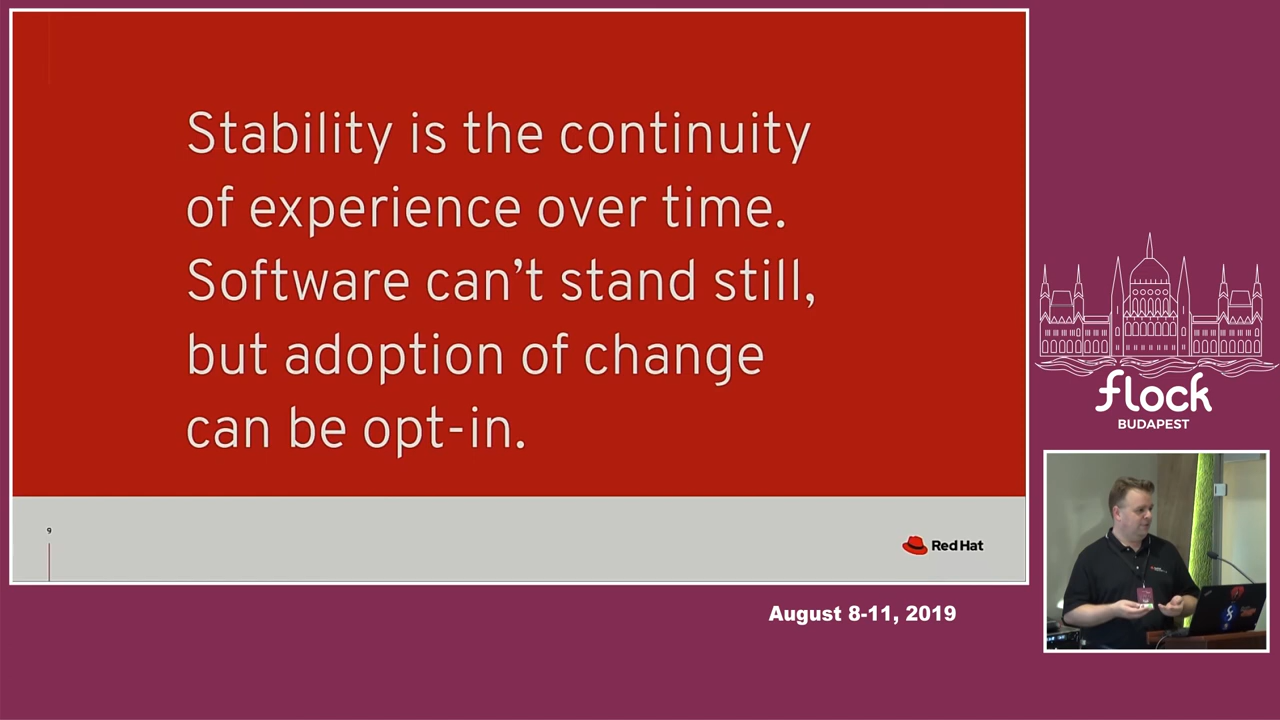 Stability is the continuity
of experience over time.
Software can’t stand still,
but adoption of change
can be opt-in.
9
Red Hat
flock
BUDAPEST
August 8-11, 2019